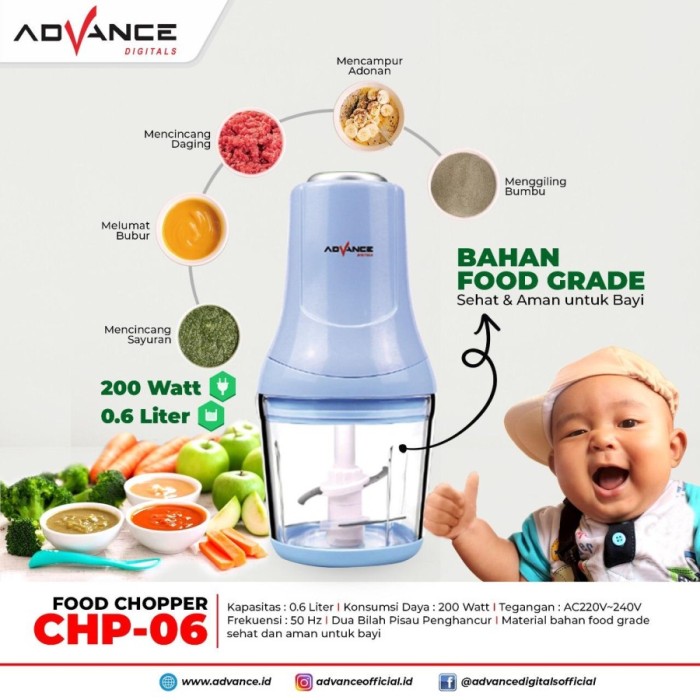 ADVANCE
DIGITALS
Mencampur
Adonan
Mencincang
Daging
Menggiling
Bumbu
Melumat
Bubur
ADVANCE
BAHAN
FOOD GRADE
Sehat & Aman untuk Bayi
Mencincang
Sayuran
200 Watt
0.6 Liter
FOOD CHOPPER
CHP-06
Kapasitas : 0.6 Liter I Konsumsi Daya : 200 Watt I Tegangan : AC220V~240V
Frekuensi : 50 Hz I Dua Bilah Pisau Penghancur I Material bahan food grade
sehat dan aman untuk bayi
www.advance.id
advanceofficial.id
@advancedigitalsofficial